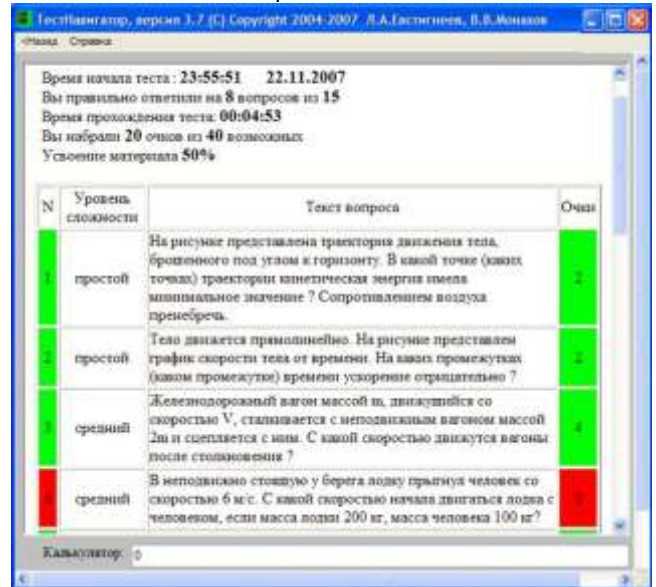 ТестНавигатор, версия 3.7 (C) Copyright 2004-2007 Л.А.Евстигнеев, В.В.Монахов
<Назад Справка
Время начала теста : 23:55:51 22.11.2007
Вы правильно ответили на 8 вопросов из 15
Время прохождения теста: 00:04:53
Вы набрали 20 очков из 40 возможных
Усвоение материала 50%
N Уровень сложности Текст вопроса Очки
На рисунке представлена траектория движения тела,
брошенного под углом к горизонту. В какой точке (каких
1 простой точках) траектории кинетическая энергия имела 2
минимальное значение ? Сопротивлением воздуха
пренебречь.
Тело движется прямолинейно. На рисунке представлен
2 простой график скорости тела от времени. На каких промежутках 2
(каком промежутке) времени ускорение отрицательно ?
Железнодорожный вагон массой m, движущийся со
3 средний скоростью V, сталкивается с неподвижным вагоном массой 4
2m и сцепляется с ним. С какой скоростью движутся вагоны
после столкновения ?
В неподвижно стоящую у берега лодку прыгнул человек со
средний скоростью 6 м/с. С какой скоростью начала двигаться лодка с
человеком, если масса лодки 200 кг, масса человека 100 кг?
Калькулятор: 0